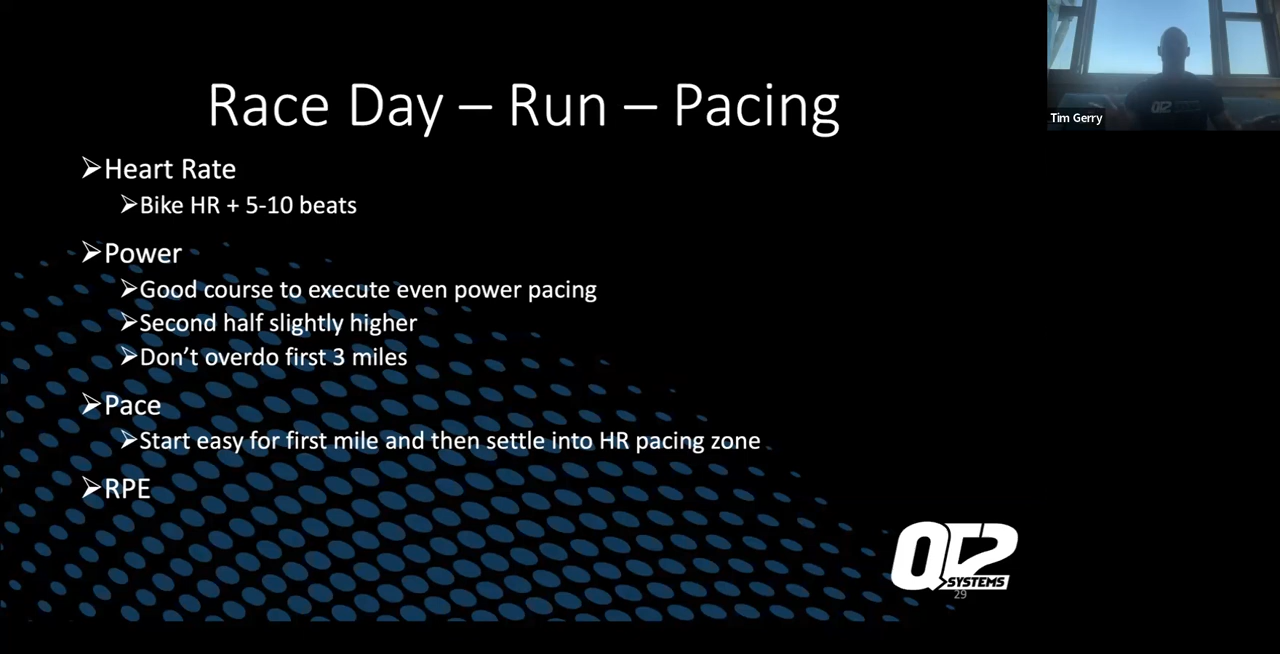 Race Day – Run – Pacing
Tim Gerry
➢Heart Rate
➢Bike HR + 5-10 beats
➢Power
➢Good course to execute even power pacing
➢Second half slightly higher
➢Don’t overdo first 3 miles
➢Pace
➢Start easy for first mile and then settle into HR pacing zone
➢RPE
QT2
SYSTEMS
29